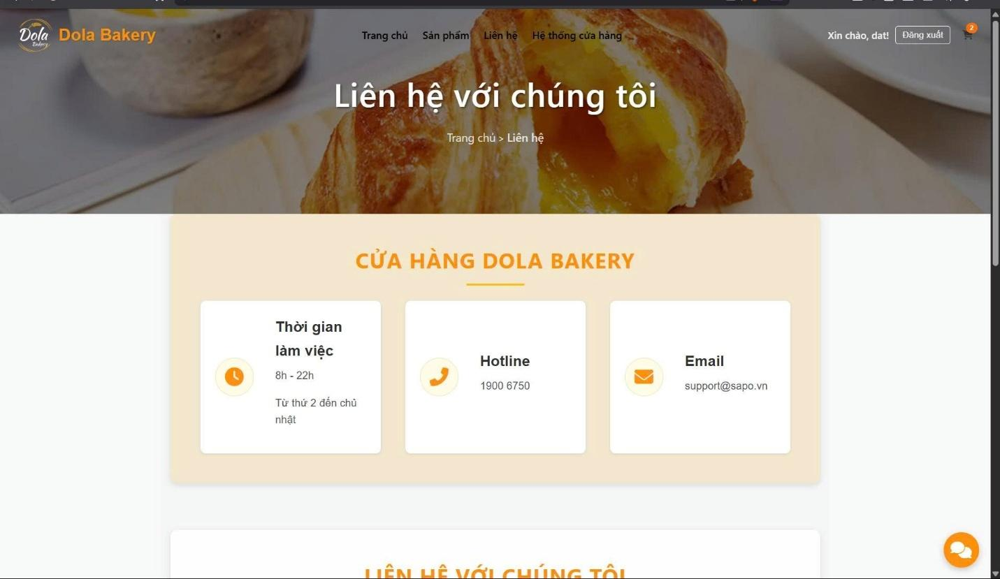 Dola
Bakery
Dola Bakery
Trang chủ
Sản phẩm
Liên hệ
Hệ thống cửa hàng
Xin chào, dat!
Đăng xuất
2
Liên hệ với chúng tôi
Trang chủ > Liên hệ
CỬA HÀNG DOLA BAKERY
Thời gian
làm việc
8h - 22h
Từ thứ 2 đến chủ
nhật
Hotline
1900 6750
Email
support@sapo.vn
LIÊN HỆ VỚI CHÚNG TÔI